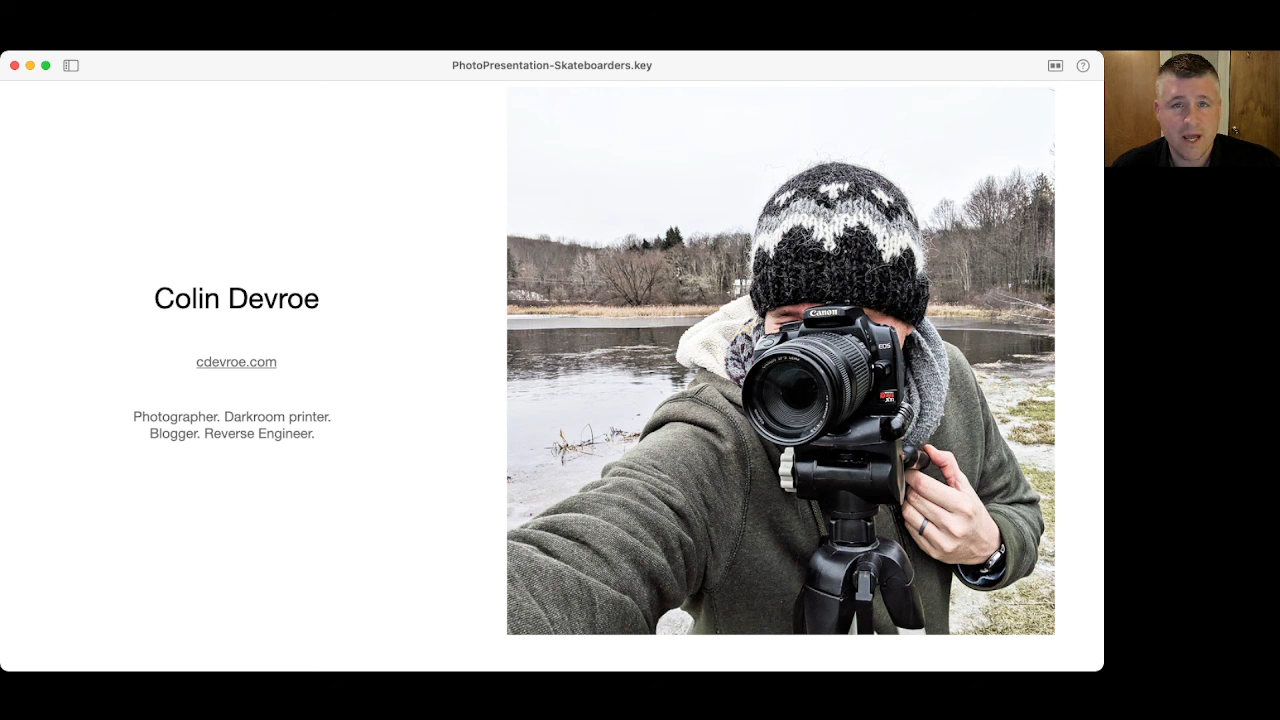 PhotoPresentation-Skateboarders.key
Colin Devroe
cdevroe.com
Photographer. Darkroom printer.
Blogger. Reverse Engineer.
Canon
EOS